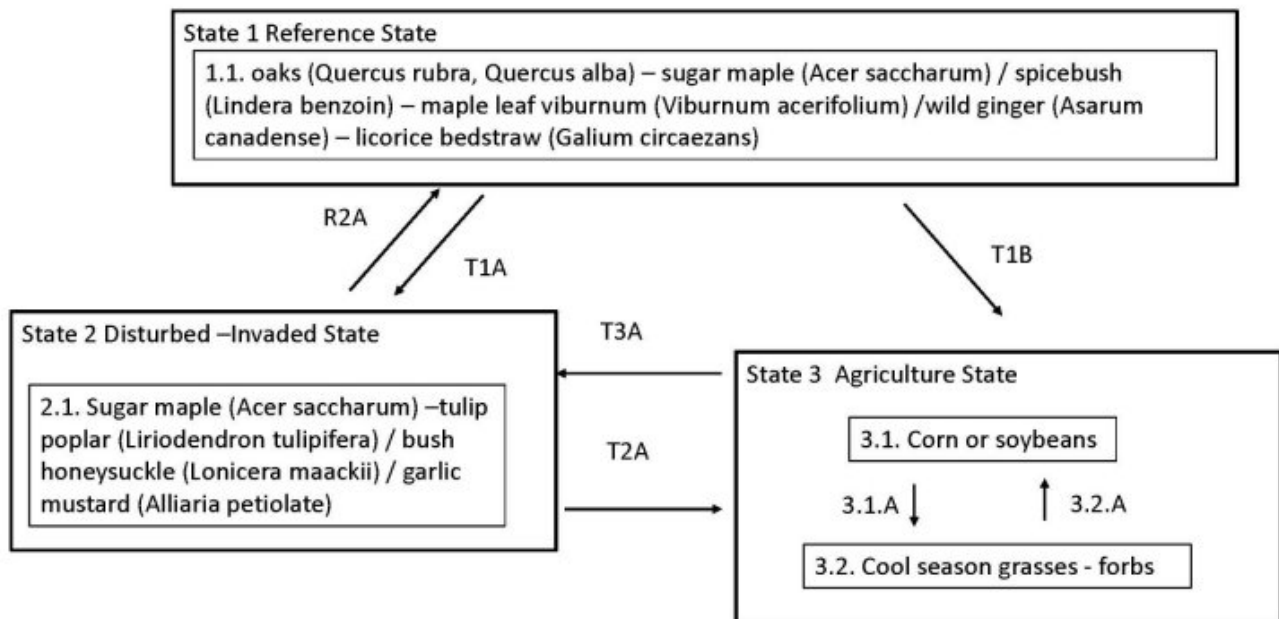 State 1 Reference State
1.1. oaks (Quercus rubra, Quercus alba) – sugar maple (Acer saccharum) / spicebush
(Lindera benzoin) – maple leaf viburnum (Viburnum acerifolium) /wild ginger (Asarum
canadense) – licorice bedstraw (Galium circaezans)
R2A
T1A
T1B
State 2 Disturbed –Invaded State
2.1. Sugar maple (Acer saccharum) –tulip
poplar (Liriodendron tulipifera) / bush
honeysuckle (Lonicera maackii) / garlic
mustard (Alliaria petiolate)
T3A
T2A
State 3  Agriculture State
3.1. Corn or soybeans
3.1.A
3.2.A
3.2. Cool season grasses - forbs